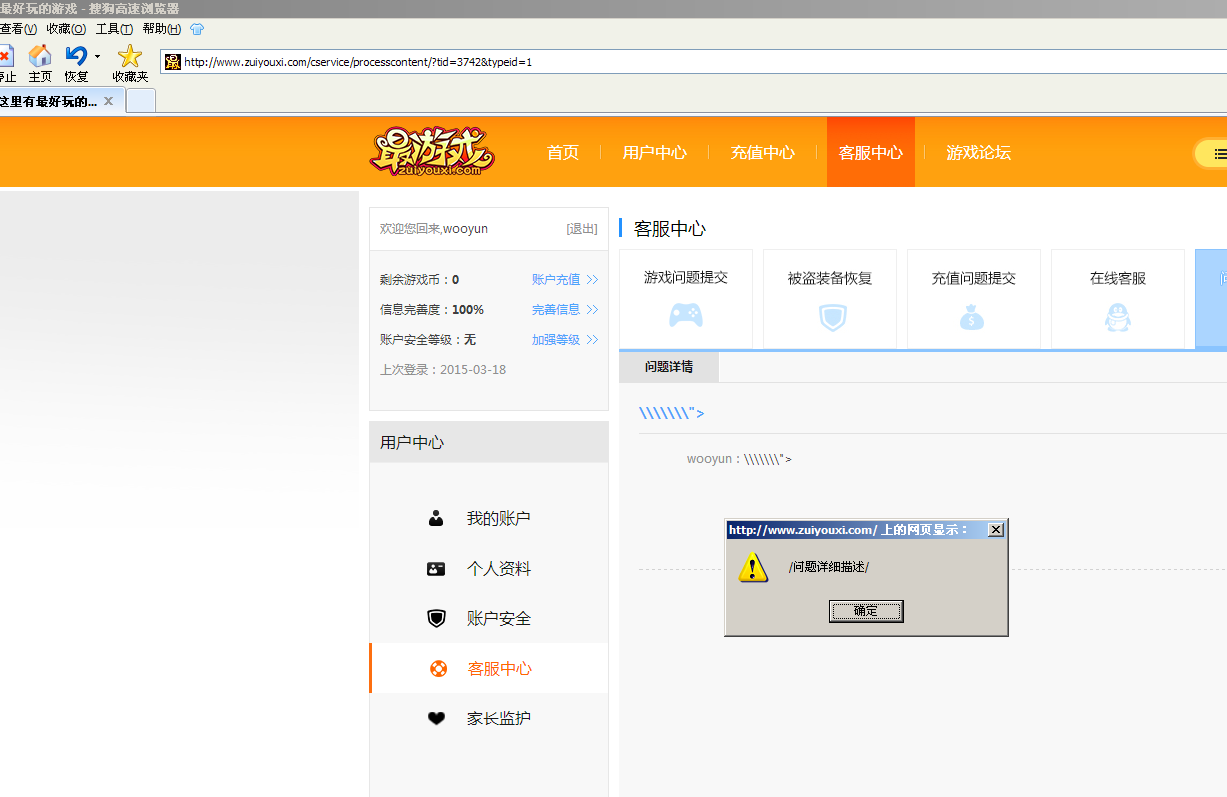 最好玩的游戏 - 搜狗高速浏览器
查看(V) 收藏(O) 工具(T) 帮助(H)
停止 主页 恢复 收藏夹
http://www.zuiyouxi.com/cservice/processcontent/?tid=3742&typeid=1
这里有最好玩的...
最游戏
zuiyouxi.com
首页 用户中心 充值中心 客服中心 游戏论坛
欢迎您回来,wooyun [退出]
剩余游戏币：0 账户充值 >>
信息完善度：100% 完善信息 >>
账户安全等级：无 加强等级 >>
上次登录：2015-03-18
用户中心
我的账户
个人资料
账户安全
客服中心
家长监护
客服中心
游戏问题提交 被盗装备恢复 充值问题提交 在线客服
问题详情
\\\\\\\">
wooyun：\\\\\\\">
http://www.zuiyouxi.com/ 上的网页显示：
/问题详细描述/
确定